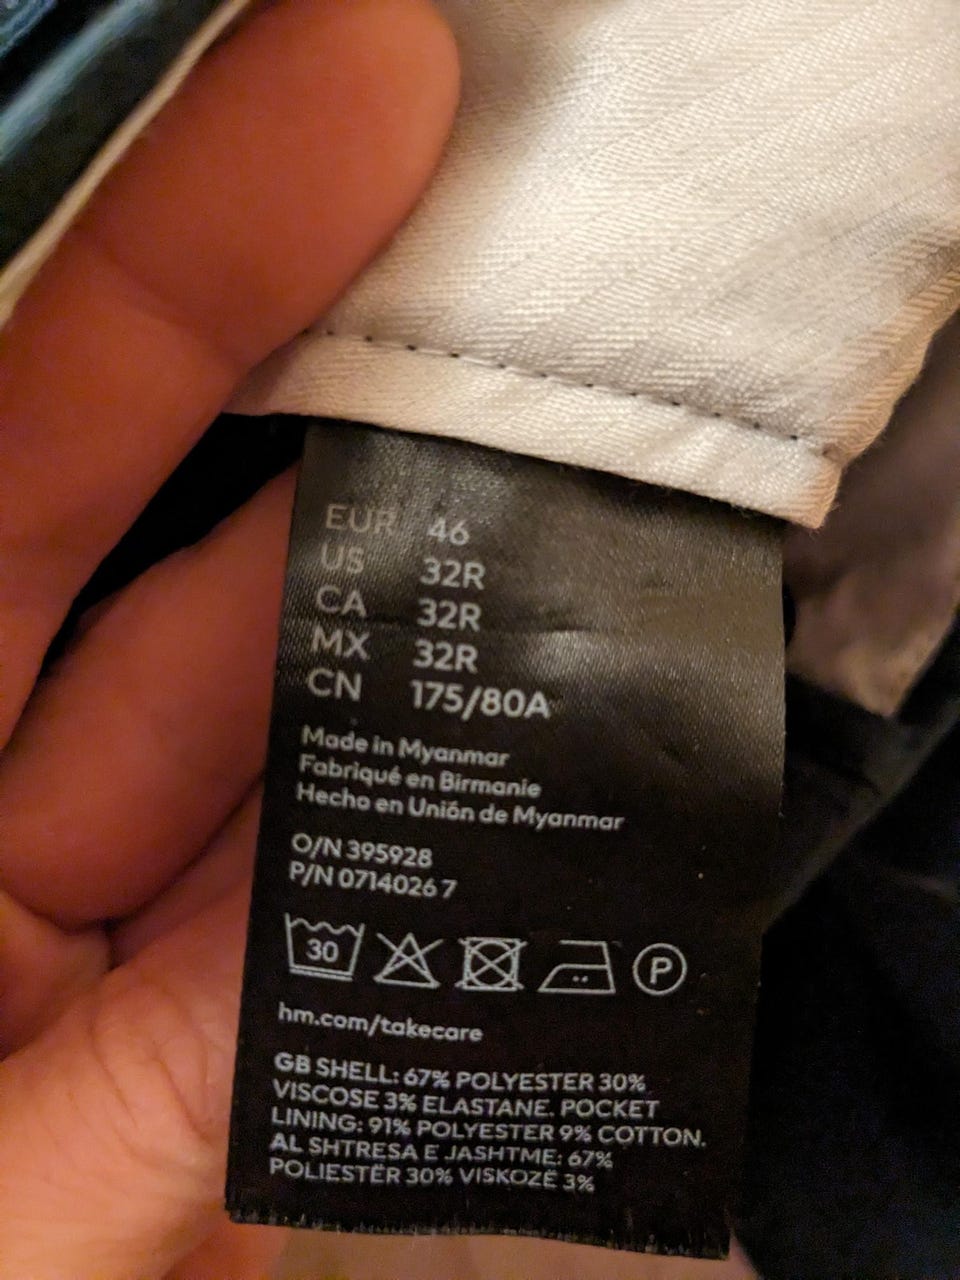 EUR 46
US 32R
CA 32R
MX 32R
CN 175/80A
Made in Myanmar
Fabriqué en Birmanie
Hecho en Unión de Myanmar
O/N 395928
P/N 0714026 7
30
P
hm.com/takecare
GB SHELL: 67% POLYESTER 30%
VISCOSE 3% ELASTANE. POCKET
LINING: 91% POLYESTER 9% COTTON.
AL SHTRESA E JASHTME: 67%
POLIESTËR 30% VISKOZË 3%